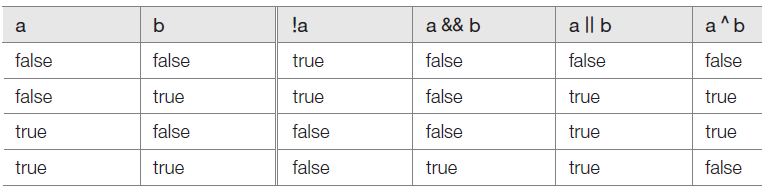 a b !a a && b a || b a ^ b
false false true false false false
false true true false true true
true false false false true true
true true false true true false